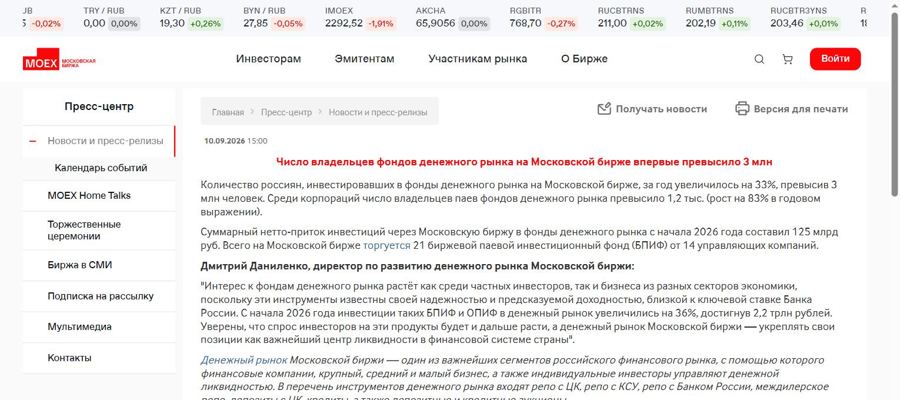 TRY / RUB
KZT / RUB
BYN / RUB
IMOEX
AKCHA
RGBITR
RUCBTRNS
RUMBTRNS
RUCBTR3YNS
-0,02%
0,00 0,00%
19,30 +0,26%
27,85 -0,05%
2292,52 -1,91%
65,9056 0,00%
768,70 -0,27%
211,00 +0,02%
202,19 +0,11%
203,46 +0,01%
MOEX МОСКОВСКАЯ БИРЖА
Инвесторам
Эмитентам
Участникам рынка
О Бирже
Войти
Пресс-центр
Новости и пресс-релизы
Календарь событий
MOEX Home Talks
Торжественные
церемонии
Биржа в СМИ
Подписка на рассылку
Мультимедиа
Контакты
Главная > Пресс-центр > Новости и пресс-релизы
Получать новости
Версия для печати
10.09.2026 15:00
Число владельцев фондов денежного рынка на Московской бирже впервые превысило 3 млн
Количество россиян, инвестировавших в фонды денежного рынка на Московской бирже, за год увеличилось на 33%, превысив 3
млн человек. Среди корпораций число владельцев паев фондов денежного рынка превысило 1,2 тыс. (рост на 83% в годовом
выражении).
Суммарный нетто-приток инвестиций через Московскую биржу в фонды денежного рынка с начала 2026 года составил 125 млрд
руб. Всего на Московской бирже торгуется 21 биржевой паевой инвестиционный фонд (БПИФ) от 14 управляющих компаний.
Дмитрий Даниленко, директор по развитию денежного рынка Московской биржи:
"Интерес к фондам денежного рынка растёт как среди частных инвесторов, так и бизнеса из разных секторов экономики,
поскольку эти инструменты известны своей надежностью и предсказуемой доходностью, близкой к ключевой ставке Банка
России. С начала 2026 года инвестиции таких БПИФ и ОПИФ в денежный рынок увеличились на 36%, достигнув 2,2 трлн рублей.
Уверены, что спрос инвесторов на эти продукты будет и дальше расти, а денежный рынок Московской биржи — укреплять свои
позиции как важнейший центр ликвидности в финансовой системе страны".
Денежный рынок Московской биржи — один из важнейших сегментов российского финансового рынка, с помощью которого
финансовые компании, крупный, средний и малый бизнес, а также индивидуальные инвесторы управляют денежной
ликвидностью. В перечень инструментов денежного рынка входят репо с ЦК, репо с КСУ, репо с Банком России, междилерское